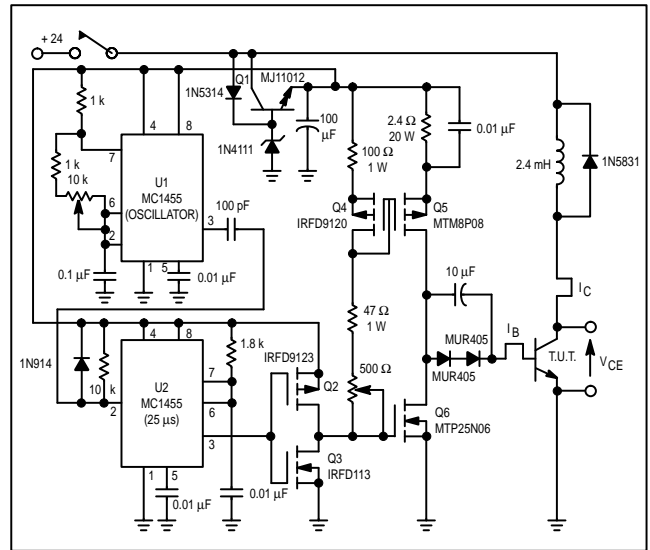 + 24
Q1
MJ11012
1N5314
1N4111
100
µF
2.4 Ω
20 W
0.01 µF
2.4 mH
1N5831
1 k
4
8
7
1 k
10 k
6
2
U1
MC1455
(OSCILLATOR)
3
100 pF
100 Ω
1 W
Q4
IRFD9120
Q5
MTM8P08
0.1 µF
1
5
0.01 µF
47 Ω
1 W
10 µF
IC
IB
VCE
T.U.T.
MUR405
MUR405
1N914
10 k
4
8
1.8 k
IRFD9123
Q2
500 Ω
U2
MC1455
(25 µs)
7
6
2
3
Q6
MTP25N06
Q3
IRFD113
1
5
0.01 µF
0.01 µF